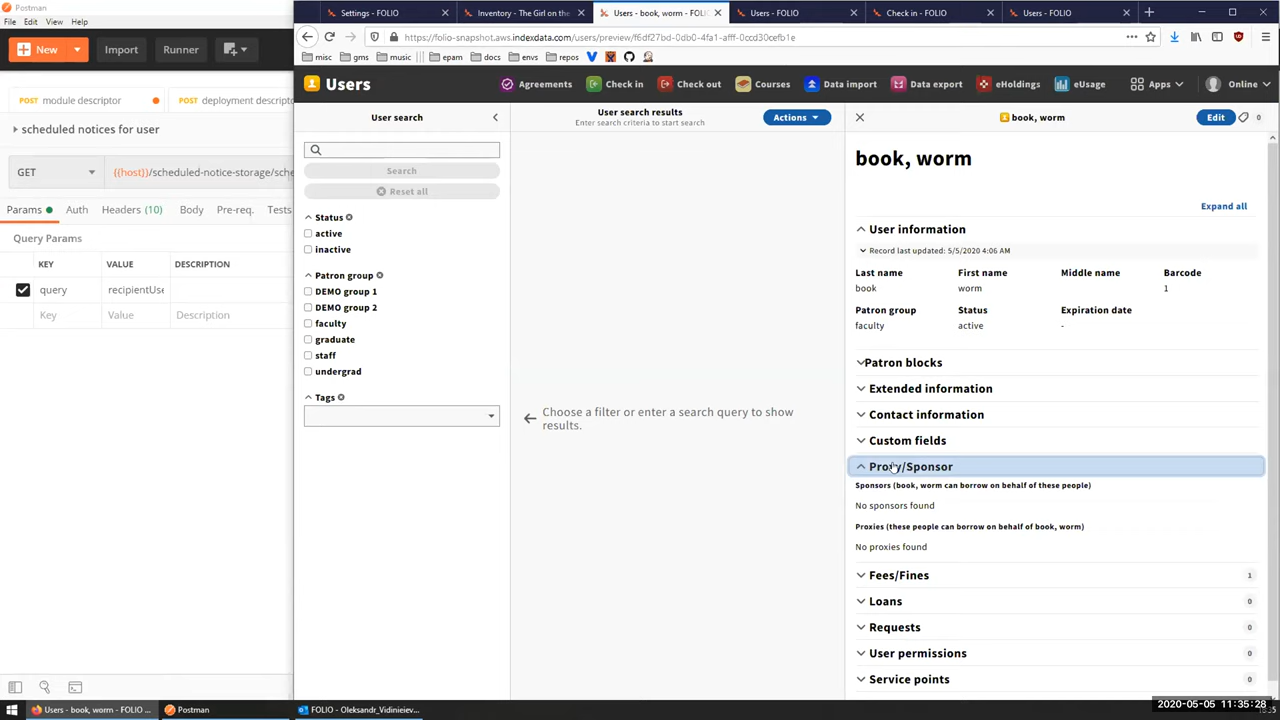 Postman
File Edit View Help
New
Import
Runner
POST module descriptor
POST deployment descripto
scheduled notices for user
GET
{{host}}/scheduled-notice-storage/sche
Params
Auth
Headers (10)
Body
Pre-req.
Tests
Query Params
KEY VALUE DESCRIPTION
query recipientUse
Key Value Description
Settings - FOLIO
Inventory - The Girl on the
Users - book, worm - FOLIO
Users - FOLIO
Check in - FOLIO
Users - FOLIO
https://folio-snapshot.aws.indexdata.com/users/preview/f6df27bd-0db0-4fa1-afff-0ccd30cefb1e
misc
gms
music
epam
docs
envs
repos
Users
Agreements
Check in
Check out
Courses
Data import
Data export
eHoldings
eUsage
Apps
Online
User search
Search
Reset all
Status
active
inactive
Patron group
DEMO group 1
DEMO group 2
faculty
graduate
staff
undergrad
Tags
User search results
Enter search criteria to start search
Actions
Choose a filter or enter a search query to show
results.
book, worm
Edit
0
book, worm
Expand all
User information
Record last updated: 5/5/2020 4:06 AM
Last name First name Middle name Barcode
book worm 1
Patron group Status Expiration date
faculty active -
Patron blocks
Extended information
Contact information
Custom fields
Proxy/Sponsor
Sponsors (book, worm can borrow on behalf of these people)
No sponsors found
Proxies (these people can borrow on behalf of book, worm)
No proxies found
Fees/Fines 1
Loans 0
Requests 0
User permissions 0
Service points 0
Users - book, worm - FOLIO ...
Postman
FOLIO - Oleksandr_Vidinieiev...
2020-05-05 11:35:28